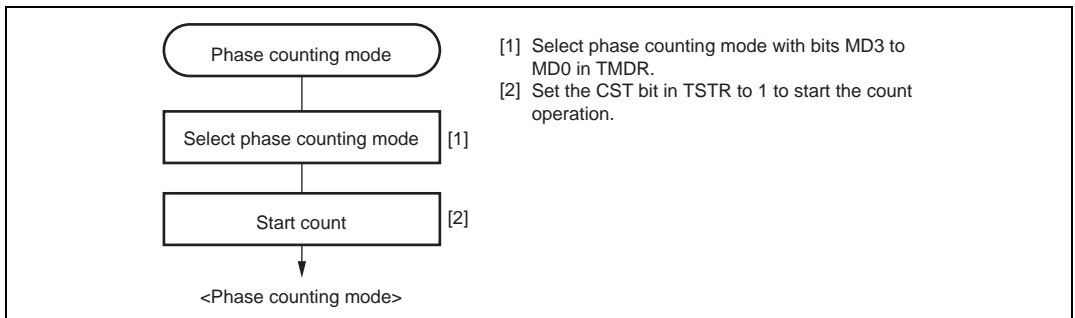 Phase counting mode
Select phase counting mode [1]
Start count [2]
<Phase counting mode>
[1] Select phase counting mode with bits MD3 to
MD0 in TMDR.
[2] Set the CST bit in TSTR to 1 to start the count
operation.